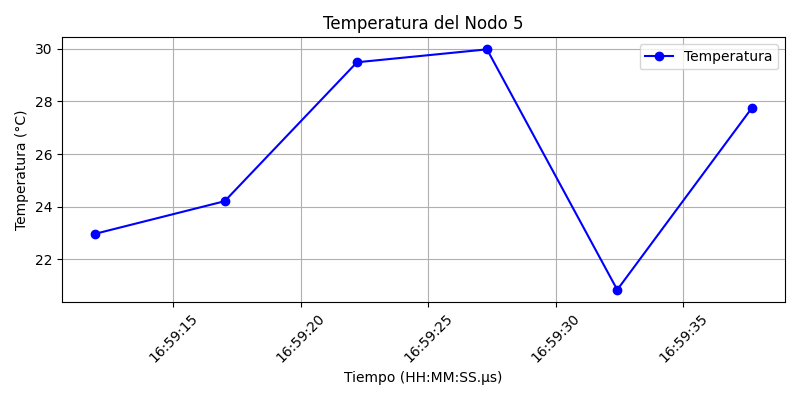 Temperatura del Nodo 5
Temperatura
Temperatura (°C)
30
28
26
24
22
16:59:15
16:59:20
16:59:25
16:59:30
16:59:35
Tiempo (HH:MM:SS.μs)